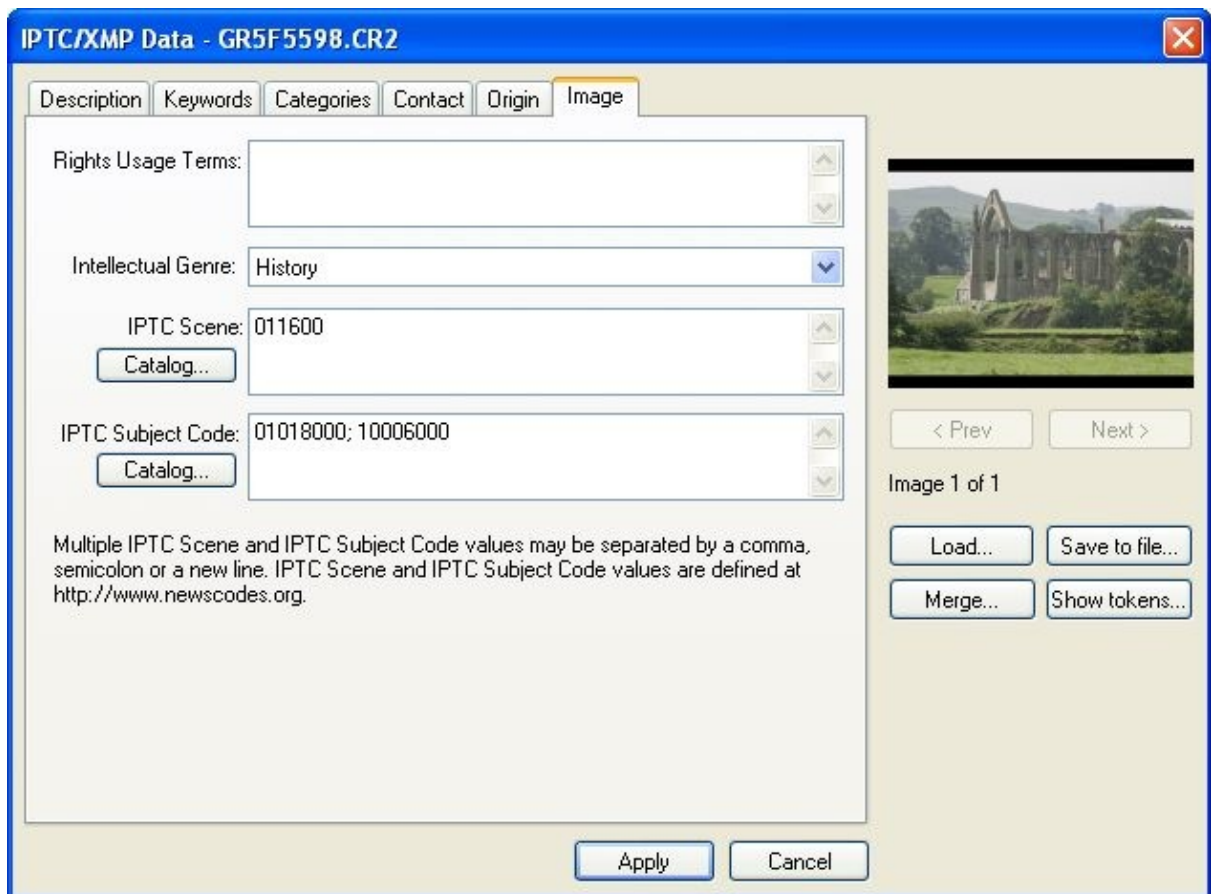 IPTC/XMP Data - GR5F5598.CR2
Description Keywords Categories Contact Origin Image
Rights Usage Terms:
Intellectual Genre: History
IPTC Scene: 011600
Catalog...
IPTC Subject Code: 01018000; 10006000
Catalog...
Multiple IPTC Scene and IPTC Subject Code values may be separated by a comma,
semicolon or a new line. IPTC Scene and IPTC Subject Code values are defined at
http://www.newscodes.org.
< Prev Next >
Image 1 of 1
Load... Save to file...
Merge... Show tokens...
Apply Cancel